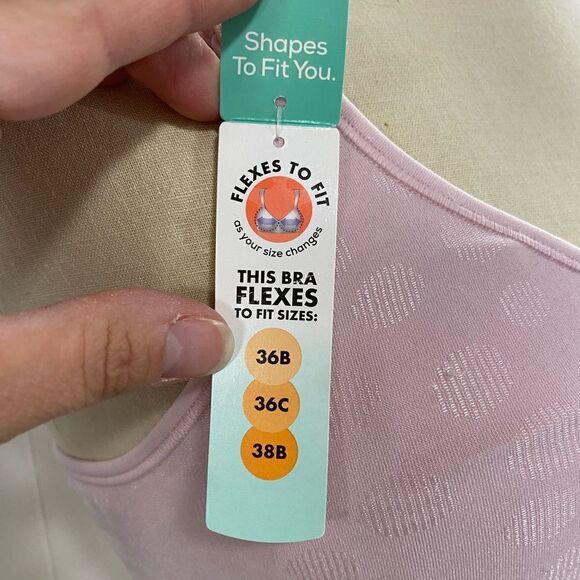 Shapes
To Fit You.
FLEXES TO FIT
as your size changes
THIS BRA
FLEXES
TO FIT SIZES:
36B
36C
38B